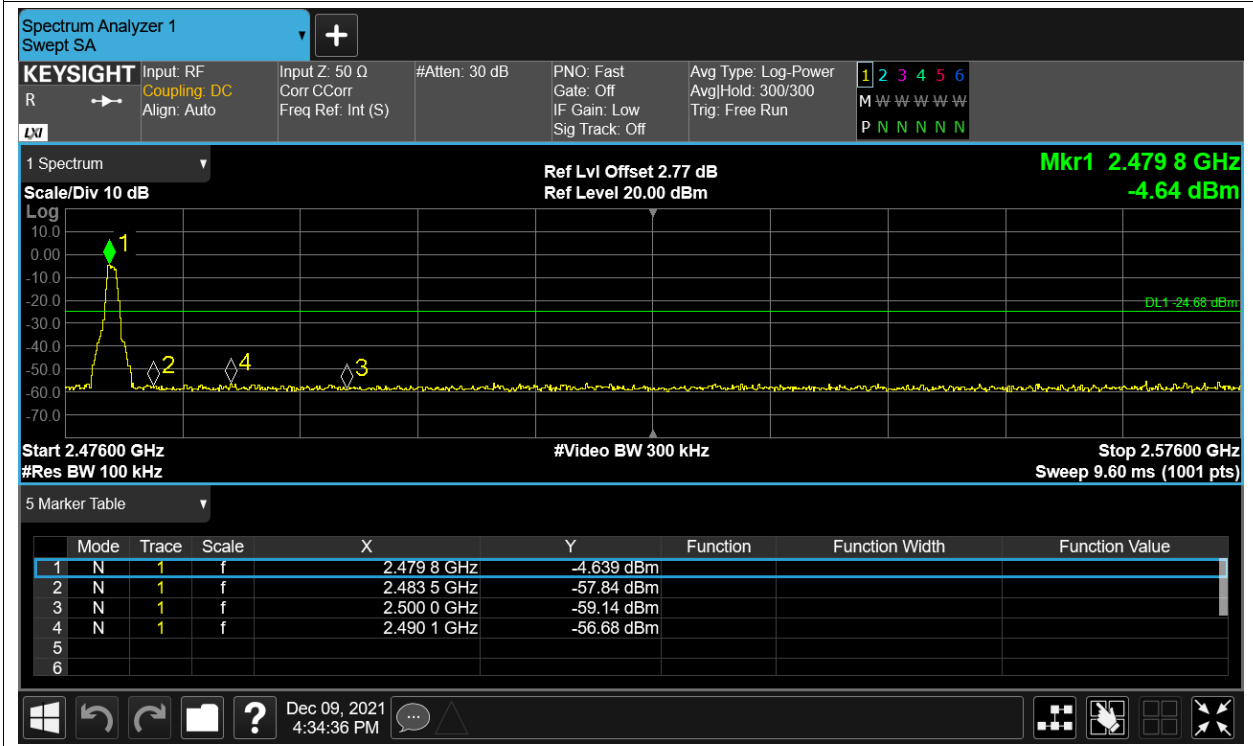 Spectrum Analyzer 1
Swept SA
KEYSIGHT
R
LXI
Input: RF
Coupling: DC
Align: Auto
Input Z: 50 Ω
Corr CCorr
Freq Ref: Int (S)
#Atten: 30 dB
PNO: Fast
Gate: Off
IF Gain: Low
Sig Track: Off
Avg Type: Log-Power
Avg|Hold: 300/300
Trig: Free Run
1 2 3 4 5 6
M W W W W W
P N N N N N
1 Spectrum
Scale/Div 10 dB
Ref Lvl Offset 2.77 dB
Ref Level 20.00 dBm
Mkr1 2.479 8 GHz
-4.64 dBm
Log
10.0
0.00
-10.0
-20.0
-30.0
-40.0
-50.0
-60.0
-70.0
1
2
4
3
DL1 -24.68 dBm
Start 2.47600 GHz
#Res BW 100 kHz
#Video BW 300 kHz
Stop 2.57600 GHz
Sweep 9.60 ms (1001 pts)
5 Marker Table
Mode Trace Scale X Y Function Function Width Function Value
1 N 1 f 2.479 8 GHz -4.639 dBm
2 N 1 f 2.483 5 GHz -57.84 dBm
3 N 1 f 2.500 0 GHz -59.14 dBm
4 N 1 f 2.490 1 GHz -56.68 dBm
5
6
?
Dec 09, 2021
4:34:36 PM